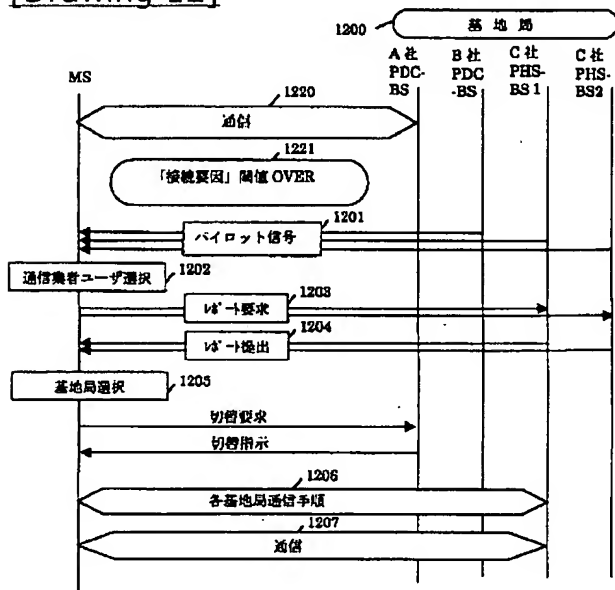 [Drawing 12]
1200
基地局
MS
A社 PDC-BS
B社 PDC-BS
C社 PHS-BS1
C社 PHS-BS2
1220
通信
1221
「接続要因」閾値 OVER
1201
パイロット信号
通信業者ユーザ選択
1202
1203
レポート要求
1204
レポート提出
基地局選択
1205
切替要求
切替指示
1206
各基地局通信手順
1207
通信